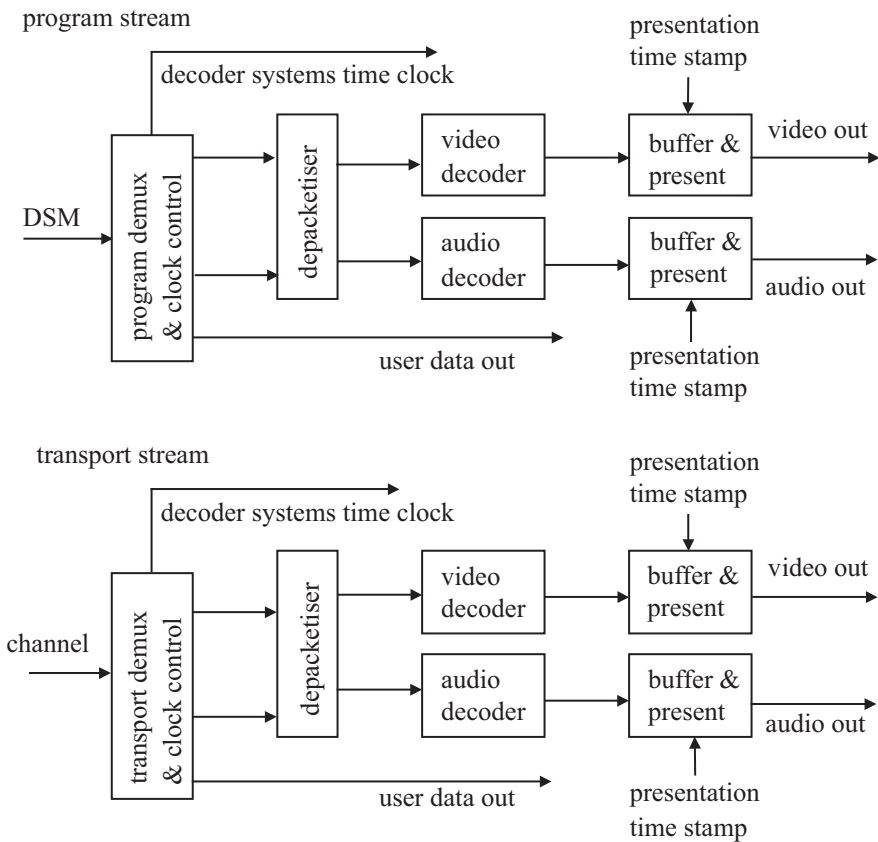 program stream
presentation
time stamp
decoder systems time clock
DSM
program demux
& clock control
depacketiser
video
decoder
buffer &
present
video out
audio
decoder
buffer &
present
audio out
user data out
presentation
time stamp
transport stream
presentation
time stamp
decoder systems time clock
channel
transport demux
& clock control
depacketiser
video
decoder
buffer &
present
video out
audio
decoder
buffer &
present
audio out
user data out
presentation
time stamp